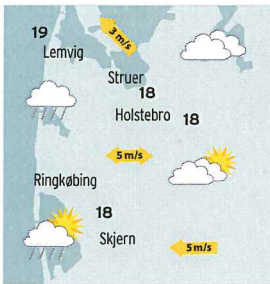 19
Lemvig
3 m/s
Struer
18
Holstebro 18
5 m/s
Ringkøbing
18
Skjern
5 m/s